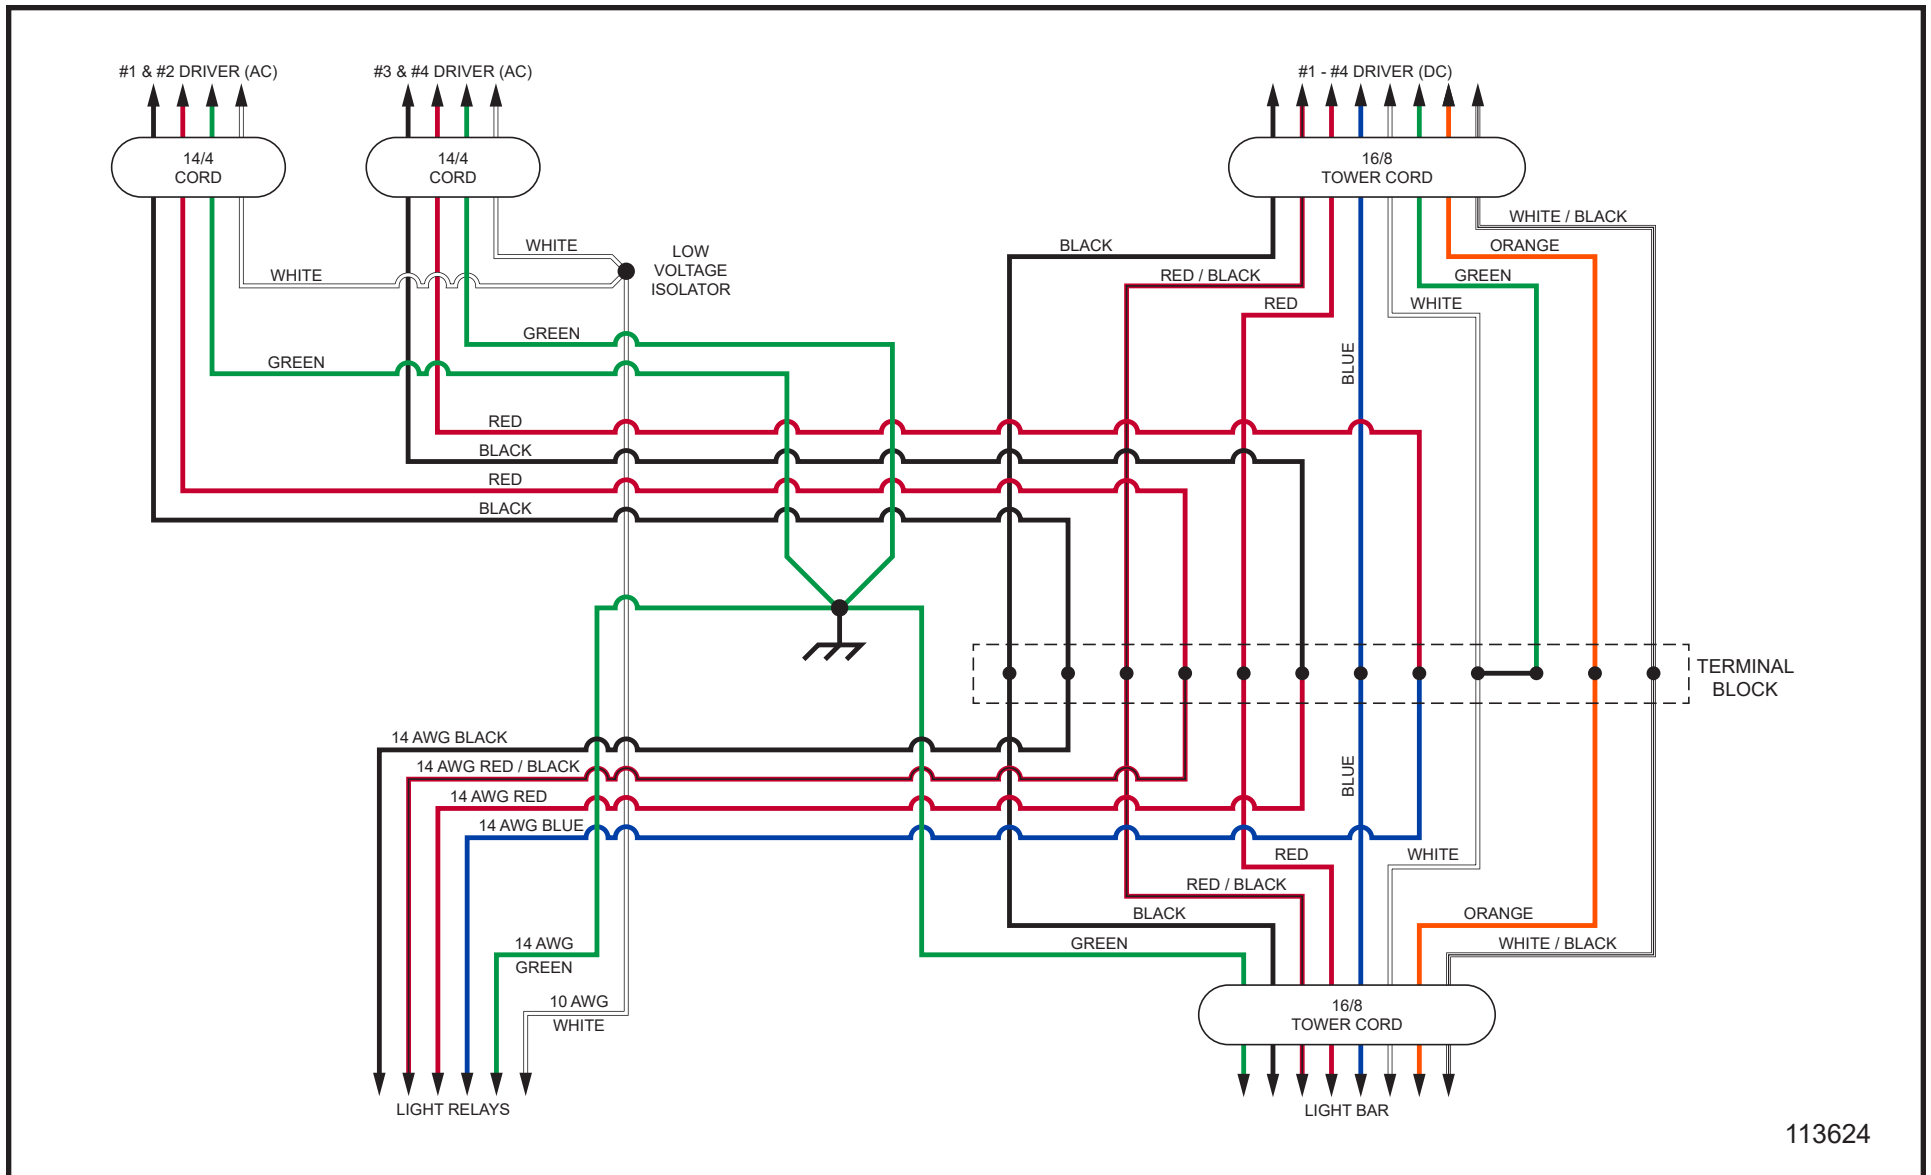 #1 & #2 DRIVER (AC)
#3 & #4 DRIVER (AC)
#1 - #4 DRIVER (DC)
14/4
CORD
14/4
CORD
16/8
TOWER CORD
WHITE / BLACK
WHITE
LOW
VOLTAGE
ISOLATOR
BLACK
ORANGE
WHITE
RED / BLACK
GREEN
RED
WHITE
GREEN
GREEN
BLUE
RED
BLACK
RED
BLACK
TERMINAL
BLOCK
14 AWG BLACK
14 AWG RED / BLACK
BLUE
14 AWG RED
14 AWG BLUE
RED
WHITE
RED / BLACK
BLACK
ORANGE
14 AWG
GREEN
GREEN
WHITE / BLACK
10 AWG
WHITE
16/8
TOWER CORD
LIGHT RELAYS
LIGHT BAR
113624